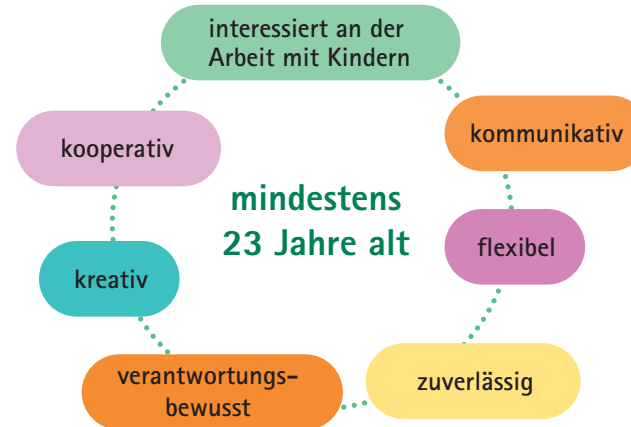 interessiert an der
Arbeit mit Kindern
kooperativ
kommunikativ
mindestens
23 Jahre alt
flexibel
kreativ
verantwortungs-
bewusst
zuverlässig